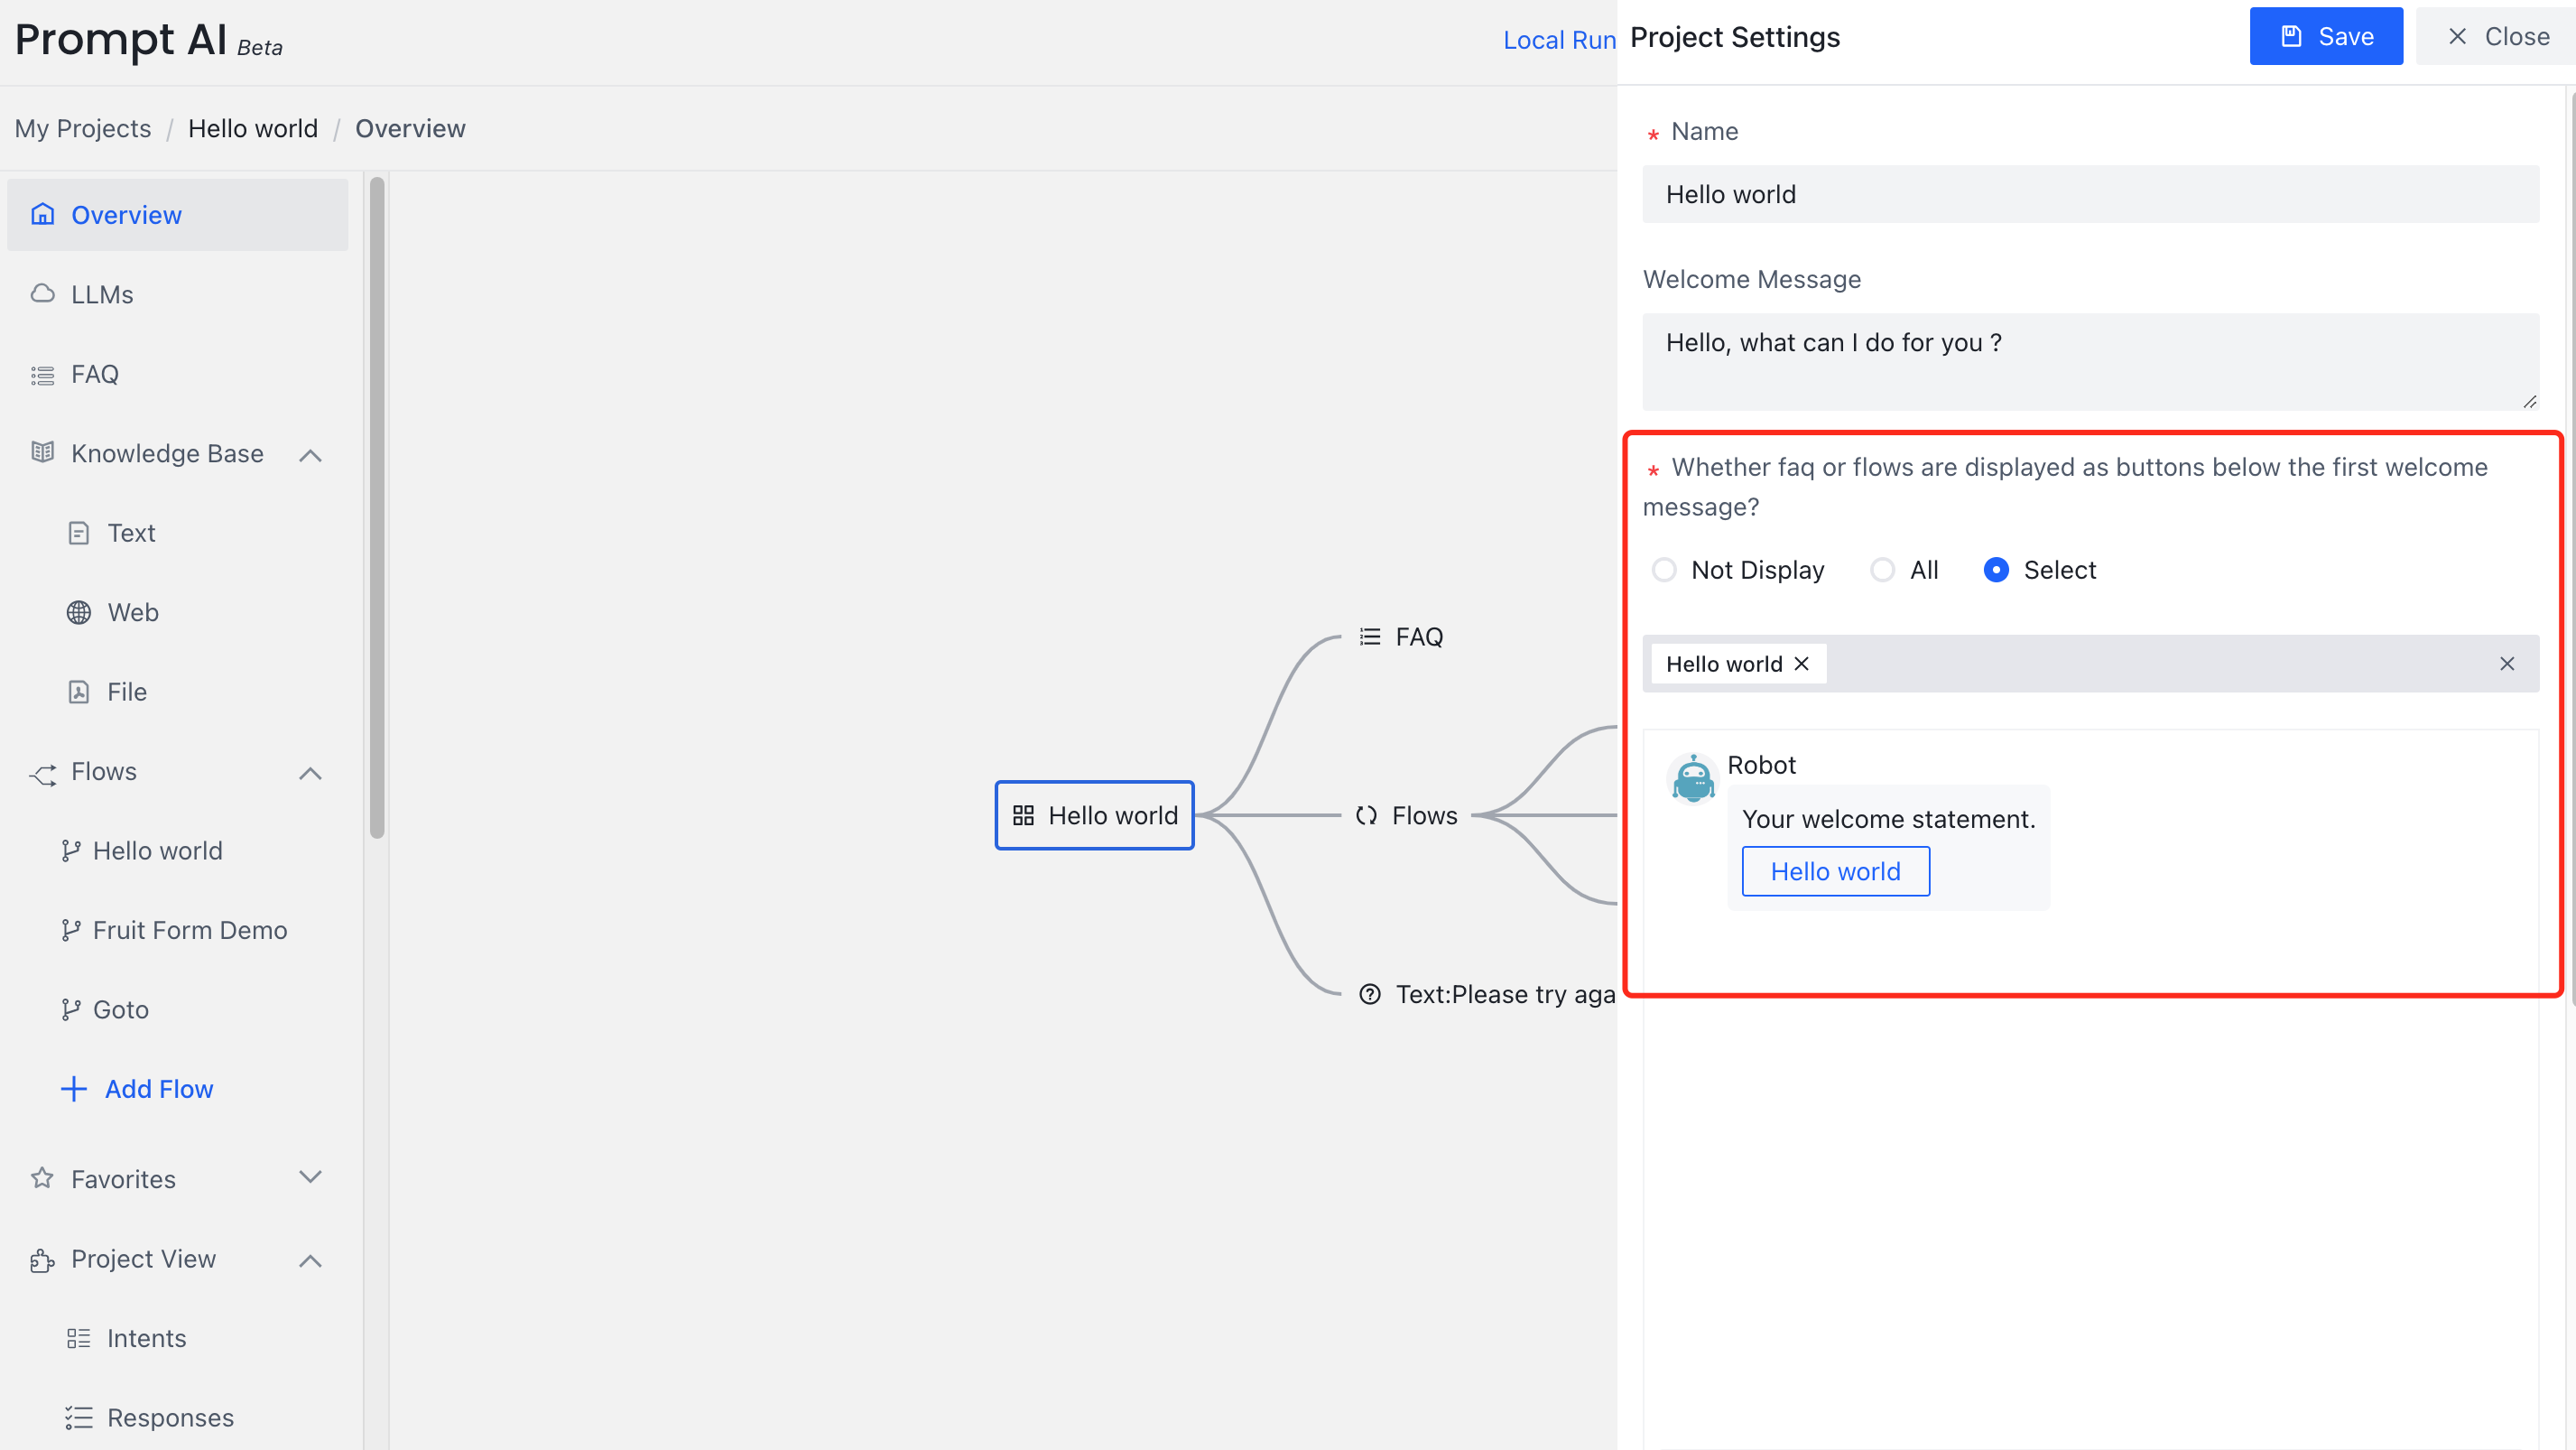 Prompt AI Beta
Local Run
Project Settings
Save
Close
My Projects / Hello world / Overview
Overview
LLMs
FAQ
Knowledge Base
Text
Web
File
Flows
Hello world
Fruit Form Demo
Goto
Add Flow
Favorites
Project View
Intents
Responses
FAQ
Hello world
Flows
Text:Please try aga
* Name
Hello world
Welcome Message
Hello, what can I do for you ?
* Whether faq or flows are displayed as buttons below the first welcome
message?
Not Display
All
Select
Hello world
Robot
Your welcome statement.
Hello world